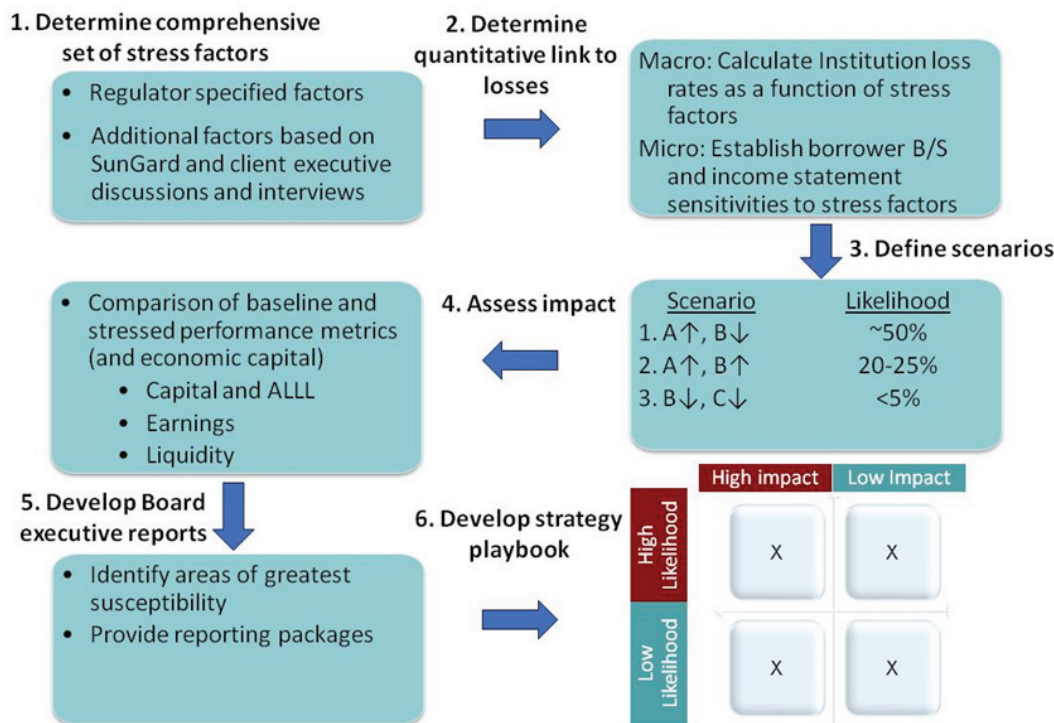 1. Determine comprehensive
set of stress factors
• Regulator specified factors
• Additional factors based on
SunGard and client executive
discussions and interviews
2. Determine
quantitative link to
losses
Macro: Calculate Institution loss
rates as a function of stress
factors
Micro: Establish borrower B/S
and income statement
sensitivities to stress factors
3. Define scenarios
Scenario Likelihood
1. A↑, B↓ ~50%
2. A↑, B↑ 20-25%
3. B↓, C↓ <5%
4. Assess impact
• Comparison of baseline and
stressed performance metrics
(and economic capital)
• Capital and ALLL
• Earnings
• Liquidity
5. Develop Board
executive reports
• Identify areas of greatest
susceptibility
• Provide reporting packages
6. Develop strategy
playbook
High impact Low Impact
High
Likelihood
X X
Low
Likelihood
X X